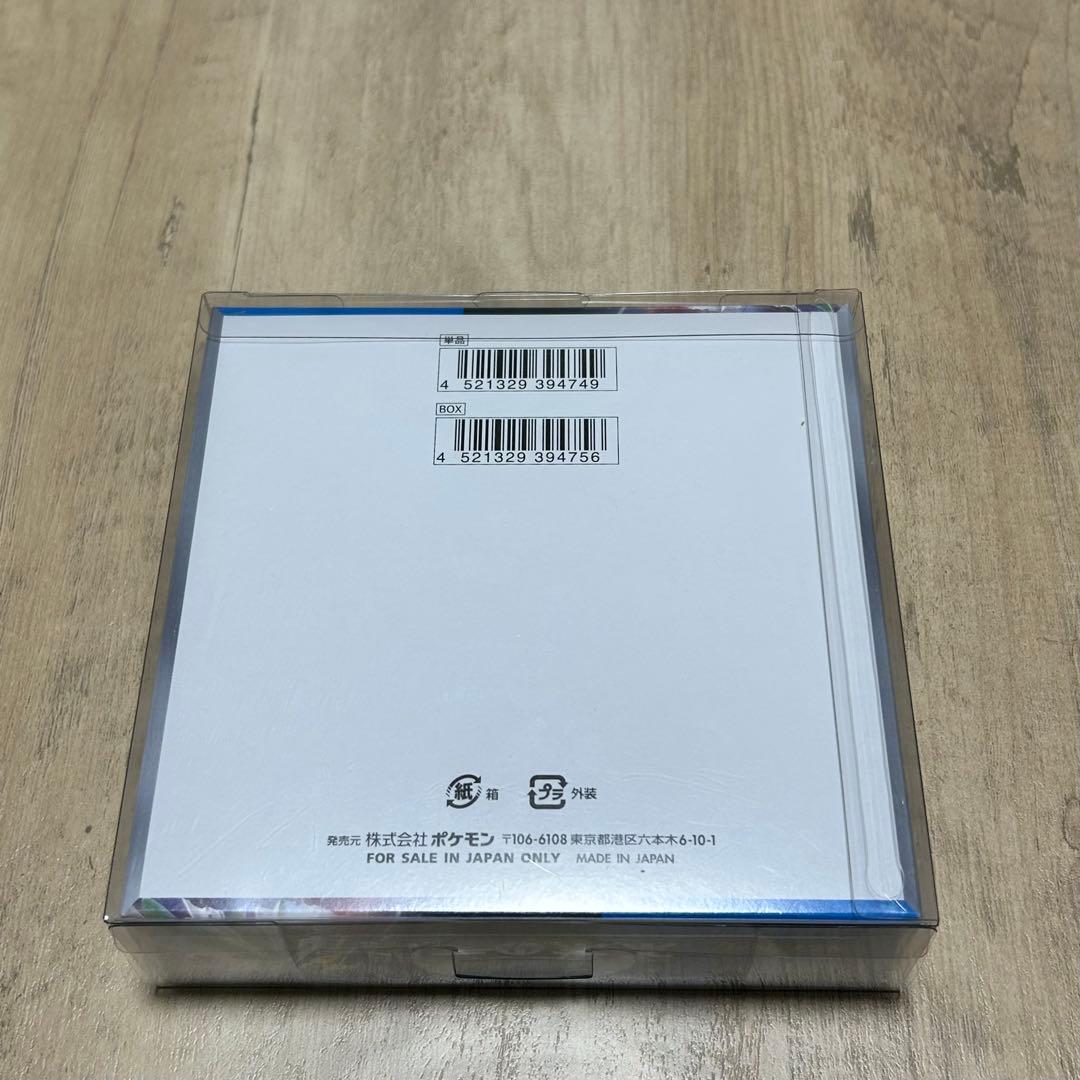 単品
4 521329 394749
BOX
4 521329 394756
紙 箱 プラ 外装
発売元 株式会社 ポケモン 〒106-6108 東京都港区六本木6-10-1
FOR SALE IN JAPAN ONLY MADE IN JAPAN